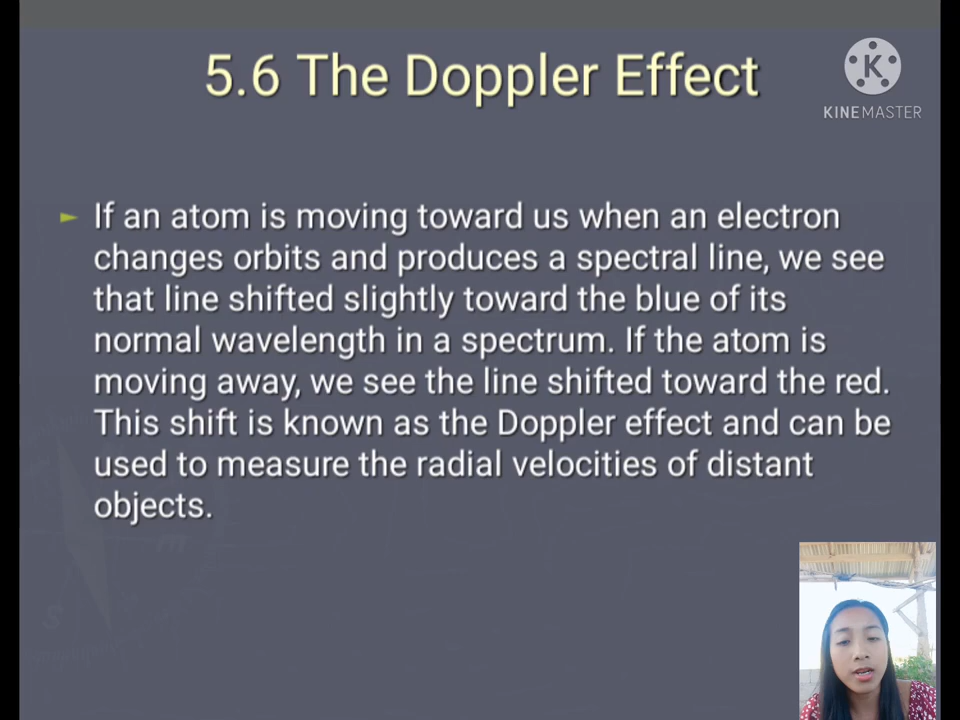 5.6 The Doppler Effect
K
KINEMASTER
If an atom is moving toward us when an electron
changes orbits and produces a spectral line, we see
that line shifted slightly toward the blue of its
normal wavelength in a spectrum. If the atom is
moving away, we see the line shifted toward the red.
This shift is known as the Doppler effect and can be
used to measure the radial velocities of distant
objects.